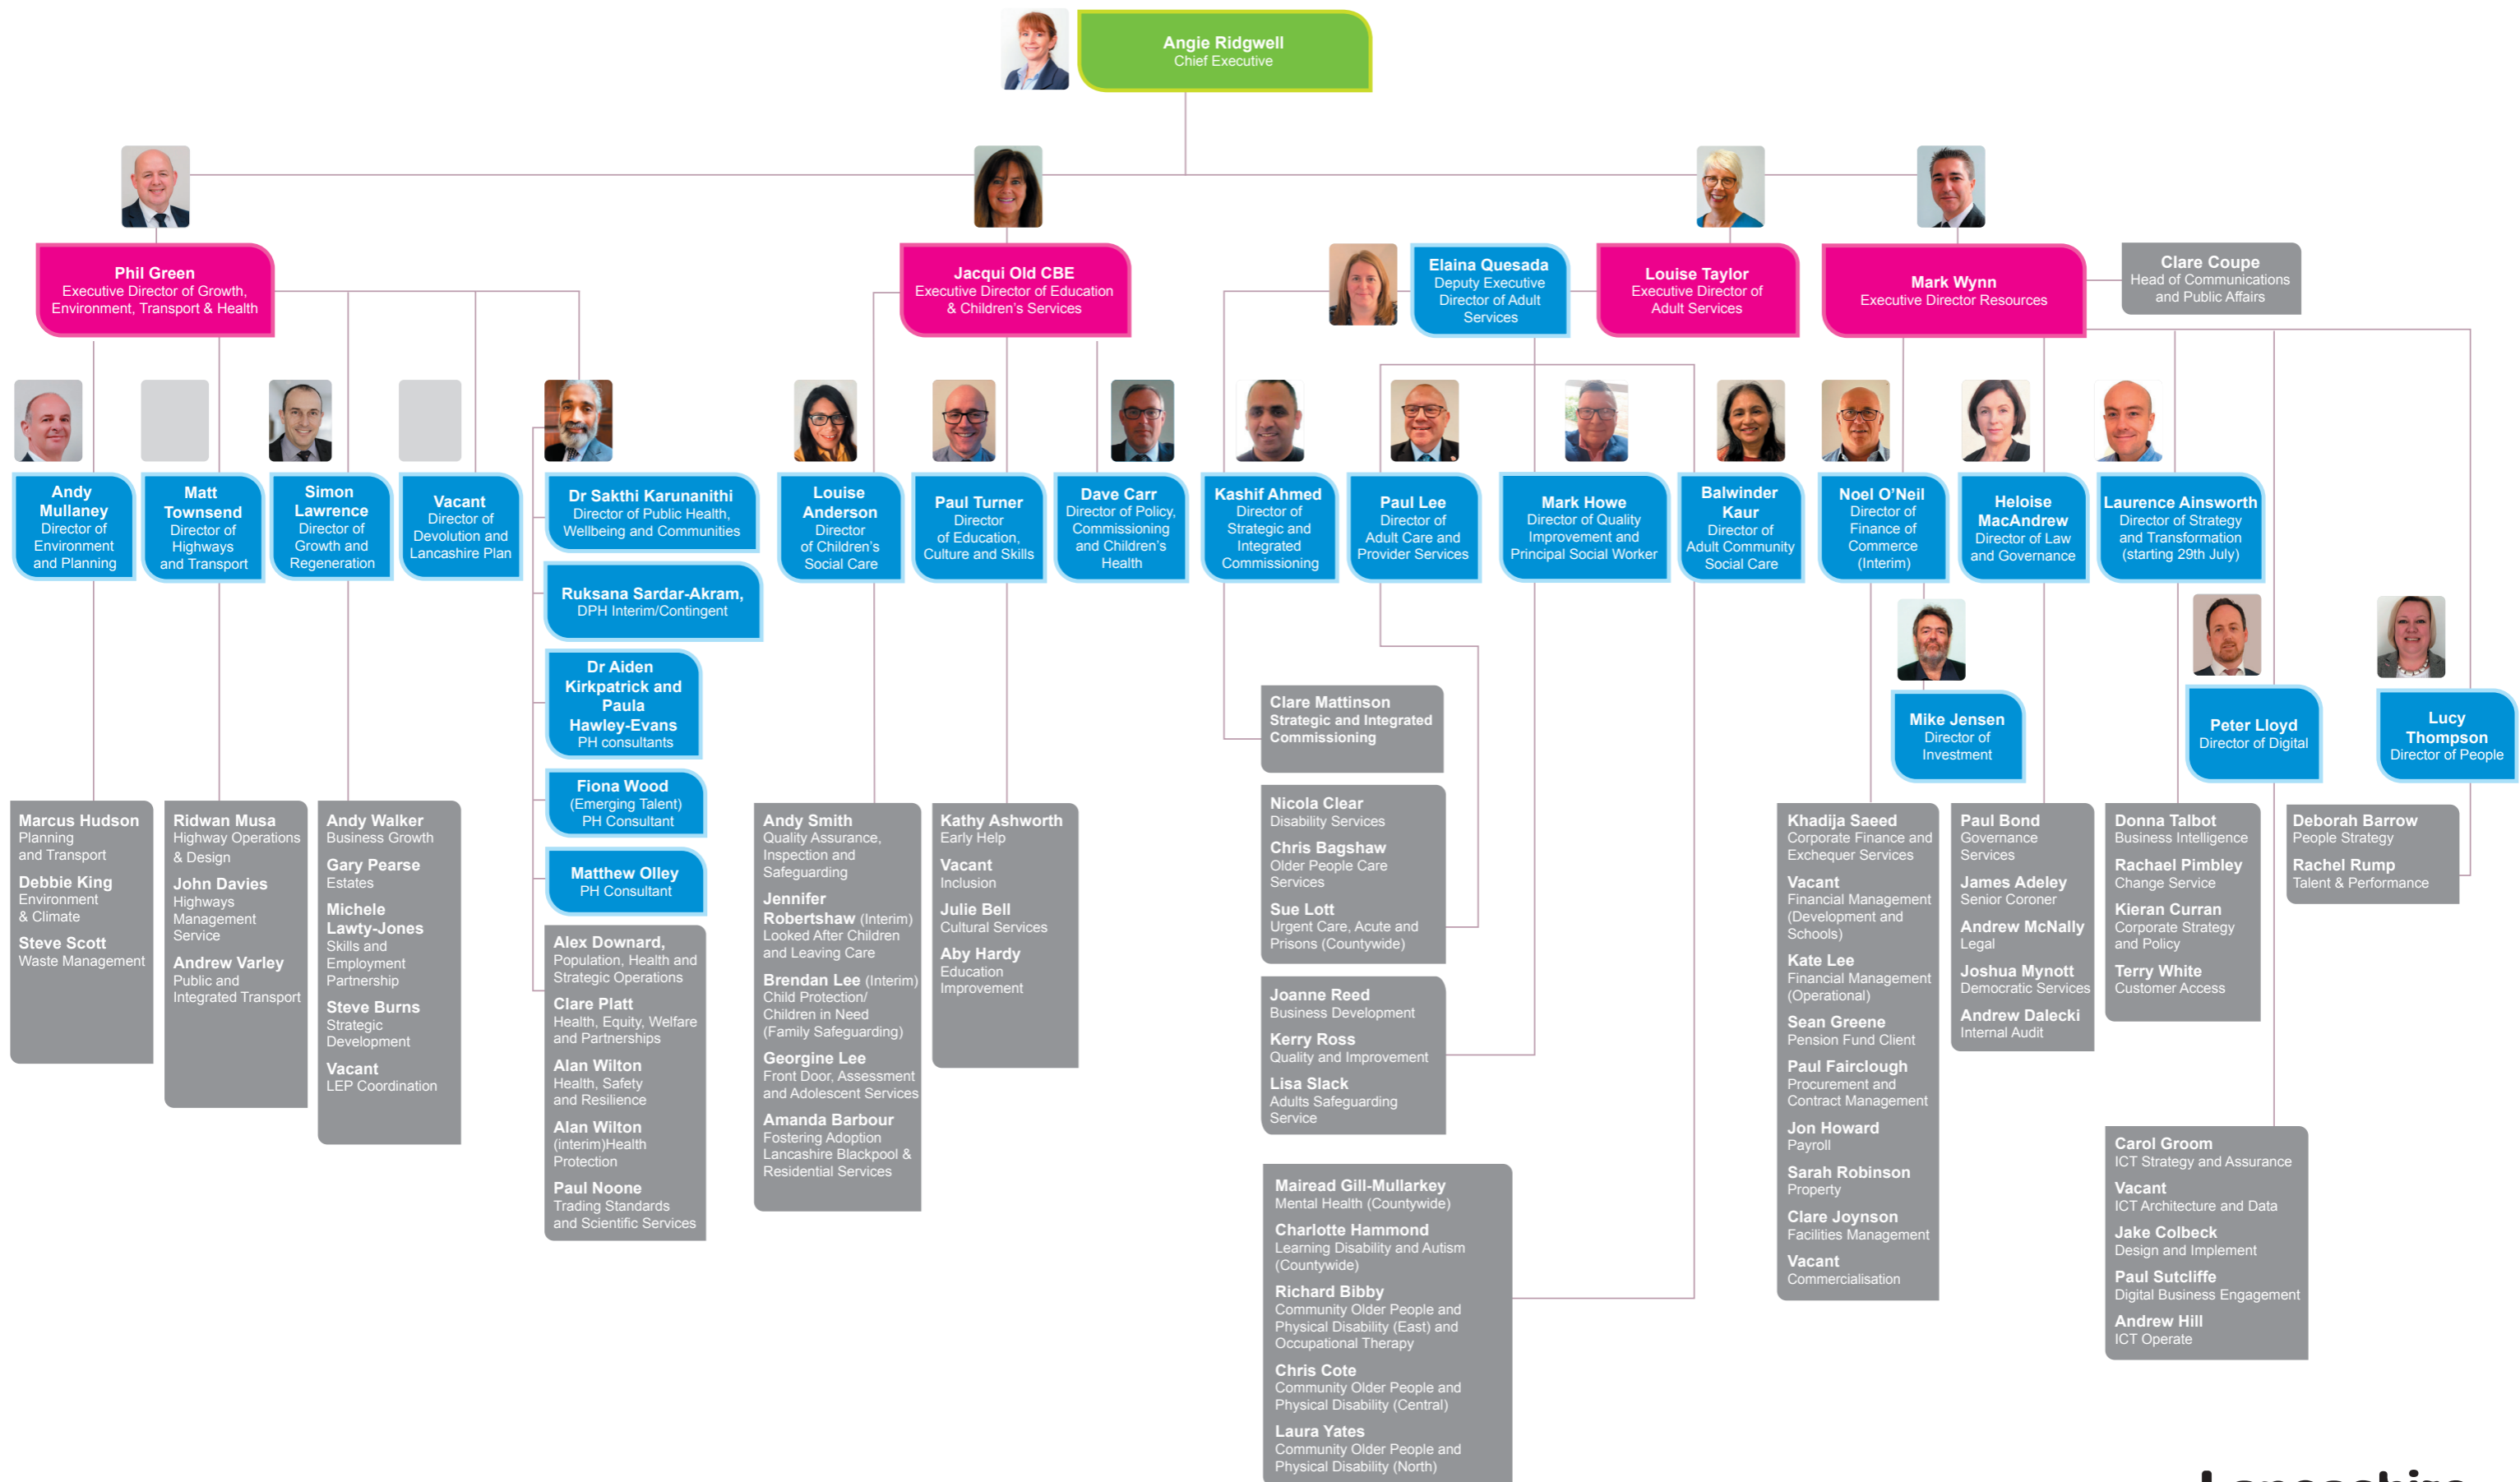 Angie Ridgwell
Chief Executive
Phil Green
Executive Director of Growth,
Environment, Transport & Health
Jacqui Old CBE
Executive Director of Education
& Children's Services
Elaina Quesada
Deputy Executive
Director of Adult
Services
Louise Taylor
Executive Director of
Adult Services
Mark Wynn
Executive Director Resources
Clare Coupe
Head of Communications
and Public Affairs
Andy
Mullaney
Director of
Environment
and Planning
Matt
Townsend
Director of
Highways
and Transport
Simon
Lawrence
Director of
Growth and
Regeneration
Vacant
Director of
Devolution and
Lancashire Plan
Dr Sakthi Karunanithi
Director of Public Health,
Wellbeing and Communities
Louise
Anderson
Director
of Children's
Social Care
Paul Turner
Director
of Education,
Culture and Skills
Dave Carr
Director of Policy,
Commissioning
and Children's
Health
Kashif Ahmed
Director of
Strategic and
Integrated
Commissioning
Paul Lee
Director of
Adult Care and
Provider Services
Mark Howe
Director of Quality
Improvement and
Principal Social Worker
Balwinder
Kaur
Director of
Adult Community
Social Care
Noel O'Neil
Director of
Finance of
Commerce
(Interim)
Heloise
MacAndrew
Director of Law
and Governance
Laurence Ainsworth
Director of Strategy
and Transformation
(starting 29th July)
Ruksana Sardar-Akram,
DPH Interim/Contingent
Dr Aiden
Kirkpatrick and
Paula
Hawley-Evans
PH consultants
Fiona Wood
(Emerging Talent)
PH Consultant
Matthew Olley
PH Consultant
Mike Jensen
Director of
Investment
Peter Lloyd
Director of Digital
Lucy
Thompson
Director of People
Marcus Hudson
Planning
and Transport
Debbie King
Environment
& Climate
Steve Scott
Waste Management
Ridwan Musa
Highway Operations
& Design
John Davies
Highways
Management
Service
Andrew Varley
Public and
Integrated Transport
Andy Walker
Business Growth
Gary Pearse
Estates
Michele
Lawty-Jones
Skills and
Employment
Partnership
Steve Burns
Strategic
Development
Vacant
LEP Coordination
Alex Downard,
Population, Health and
Strategic Operations
Clare Platt
Health, Equity, Welfare
and Partnerships
Alan Wilton
Health, Safety
and Resilience
Alan Wilton
(interim)Health
Protection
Paul Noone
Trading Standards
and Scientific Services
Andy Smith
Quality Assurance,
Inspection and
Safeguarding
Jennifer
Robertshaw (Interim)
Looked After Children
and Leaving Care
Brendan Lee (Interim)
Child Protection/
Children in Need
(Family Safeguarding)
Georgine Lee
Front Door, Assessment
and Adolescent Services
Amanda Barbour
Fostering Adoption
Lancashire Blackpool &
Residential Services
Kathy Ashworth
Early Help
Vacant
Inclusion
Julie Bell
Cultural Services
Aby Hardy
Education
Improvement
Clare Mattinson
Strategic and Integrated
Commissioning
Nicola Clear
Disability Services
Chris Bagshaw
Older People Care
Services
Sue Lott
Urgent Care, Acute and
Prisons (Countywide)
Joanne Reed
Business Development
Kerry Ross
Quality and Improvement
Lisa Slack
Adults Safeguarding
Service
Mairead Gill-Mullarkey
Mental Health (Countywide)
Charlotte Hammond
Learning Disability and Autism
(Countywide)
Richard Bibby
Community Older People and
Physical Disability (East) and
Occupational Therapy
Chris Cote
Community Older People and
Physical Disability (Central)
Laura Yates
Community Older People and
Physical Disability (North)
Khadija Saeed
Corporate Finance and
Exchequer Services
Vacant
Financial Management
(Development and
Schools)
Kate Lee
Financial Management
(Operational)
Sean Greene
Pension Fund Client
Paul Fairclough
Procurement and
Contract Management
Jon Howard
Payroll
Sarah Robinson
Property
Clare Joynson
Facilities Management
Vacant
Commercialisation
Paul Bond
Governance
Services
James Adeley
Senior Coroner
Andrew McNally
Legal
Joshua Mynott
Democratic Services
Andrew Dalecki
Internal Audit
Donna Talbot
Business Intelligence
Rachael Pimbley
Change Service
Kieran Curran
Corporate Strategy
and Policy
Terry White
Customer Access
Deborah Barrow
People Strategy
Rachel Rump
Talent & Performance
Carol Groom
ICT Strategy and Assurance
Vacant
ICT Architecture and Data
Jake Colbeck
Design and Implement
Paul Sutcliffe
Digital Business Engagement
Andrew Hill
ICT Operate
Lancashire